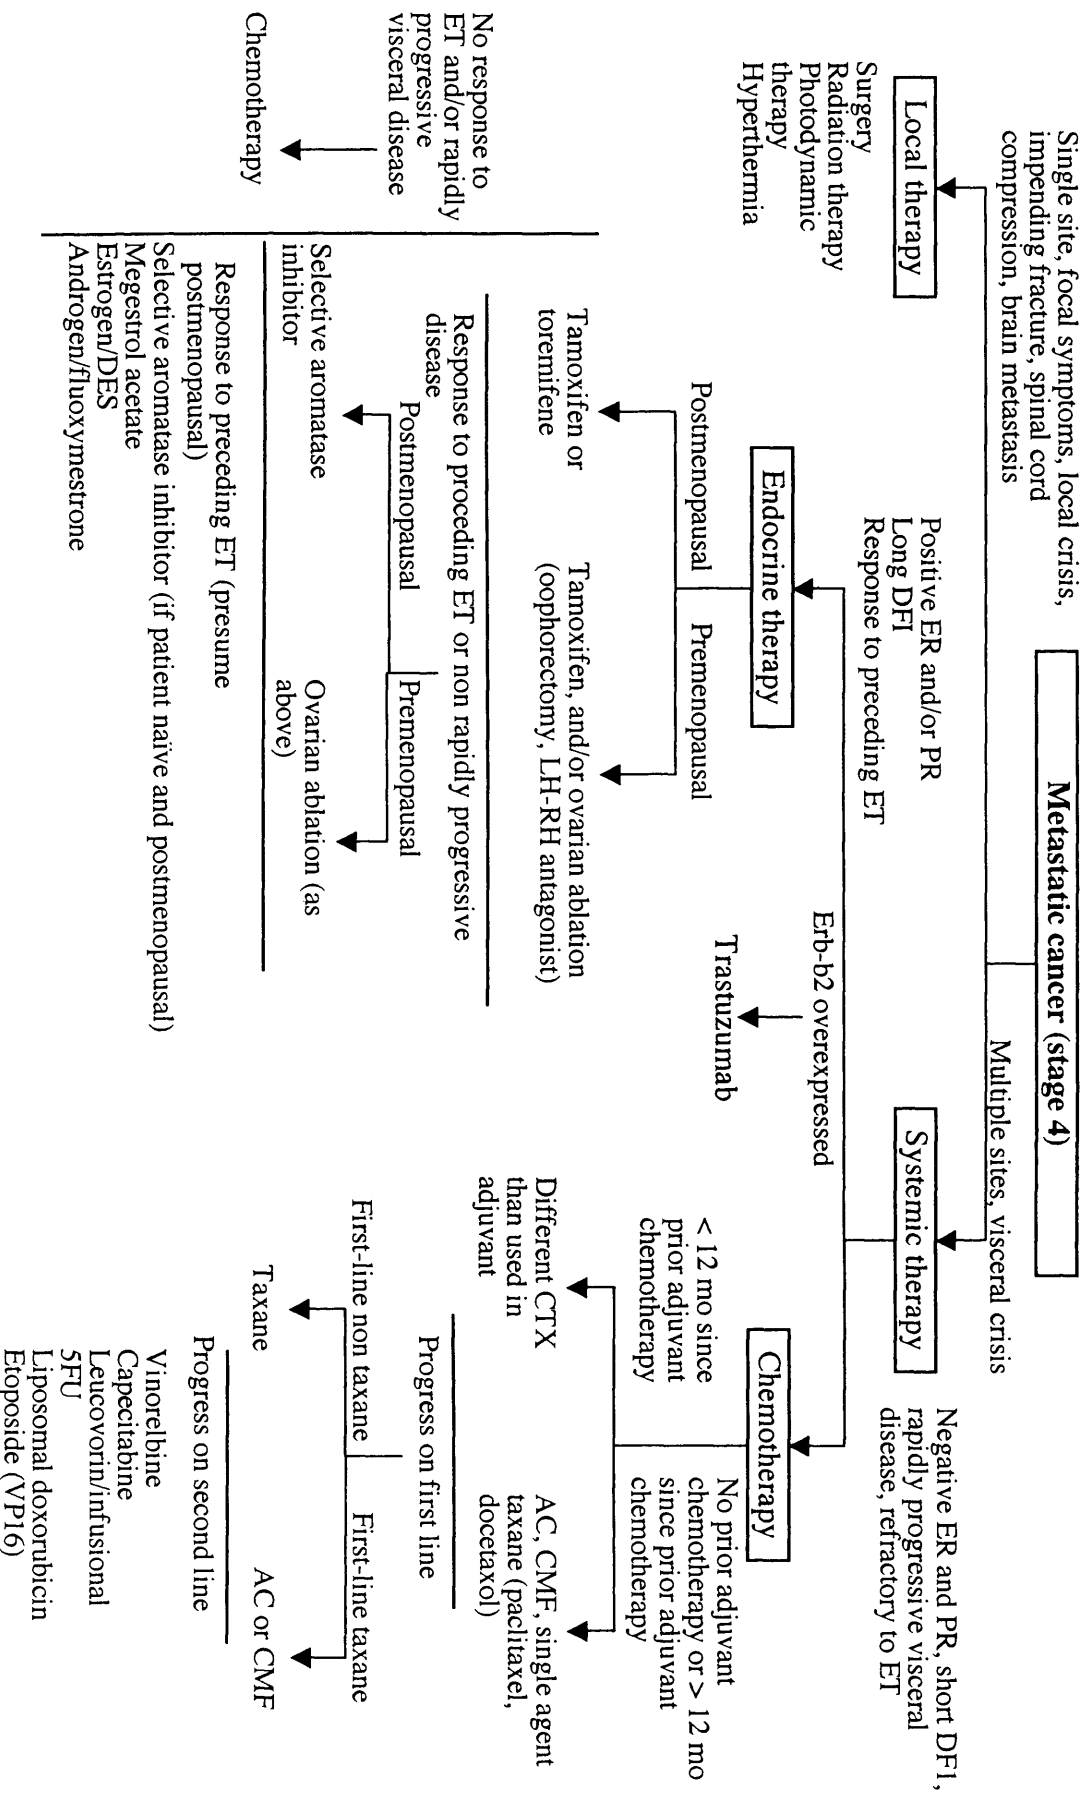 Metastatic cancer (stage 4)
Single site, focal symptoms, local crisis,
impending fracture, spinal cord
compression, brain metastasis
Multiple sites, visceral crisis
Local therapy
Surgery
Radiation therapy
Photodynamic
therapy
Hyperthermia
Systemic therapy
Positive ER and/or PR
Long DFI
Response to preceding ET
Negative ER and PR, short DF1,
rapidly progressive visceral
disease, refractory to ET
Erb-b2 overexpressed
Trastuzumab
Endocrine therapy
Postmenopausal
Premenopausal
Tamoxifen or
toremifene
Tamoxifen, and/or ovarian ablation
(oophorectomy, LH-RH antagonist)
No response to
ET and/or rapidly
progressive
visceral disease
Chemotherapy
Response to proceding ET or non rapidly progressive
disease
Postmenopausal
Premenopausal
Selective aromatase
inhibitor
Ovarian ablation (as
above)
Response to preceding ET (presume
postmenopausal)
Selective aromatase inhibitor (if patient naïve and postmenopausal)
Megestrol acetate
Estrogen/DES
Androgen/fluoxymestrone
Chemotherapy
< 12 mo since
prior adjuvant
chemotherapy
No prior adjuvant
chemotherapy or > 12 mo
since prior adjuvant
chemotherapy
Different CTX
than used in
adjuvant
AC, CMF, single agent
taxane (paclitaxel,
docetaxol)
Progress on first line
First-line non taxane
First-line taxane
Taxane
AC or CMF
Progress on second line
Vinorelbine
Capecitabine
Leucovorin/infusional
5FU
Liposomal doxorubicin
Etoposide (VP16)